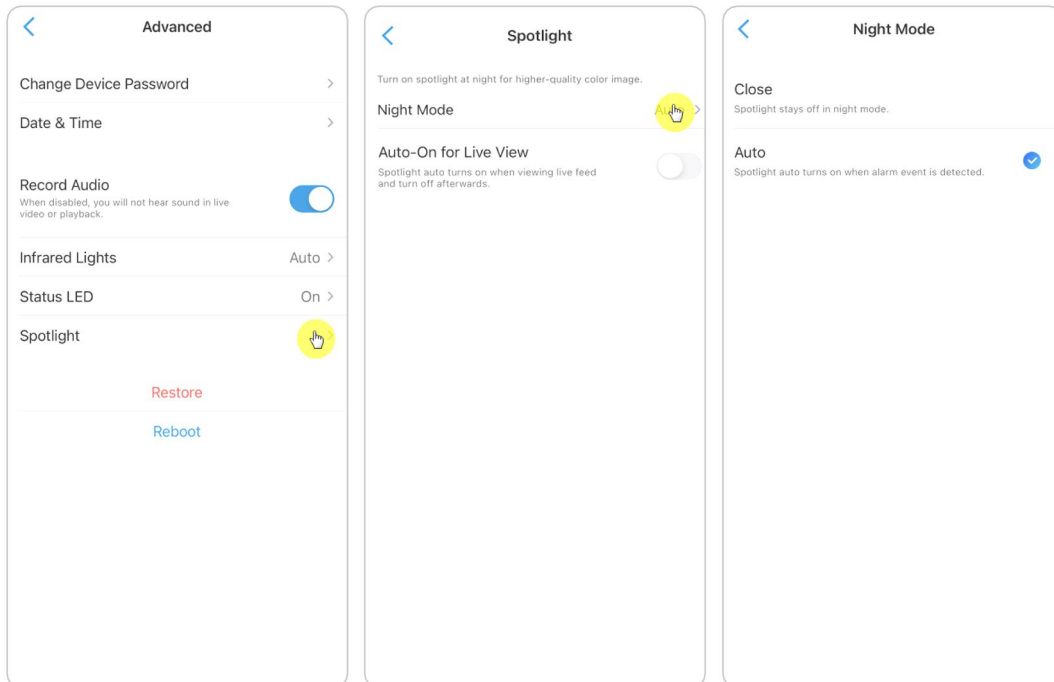 Advanced
Change Device Password
Date & Time
Record Audio
When disabled, you will not hear sound in live
video or playback.
Infrared Lights Auto
Status LED On
Spotlight
Restore
Reboot
Spotlight
Turn on spotlight at night for higher-quality color image.
Night Mode Auto
Auto-On for Live View
Spotlight auto turns on when viewing live feed
and turn off afterwards.
Night Mode
Close
Spotlight stays off in night mode.
Auto
Spotlight auto turns on when alarm event is detected.